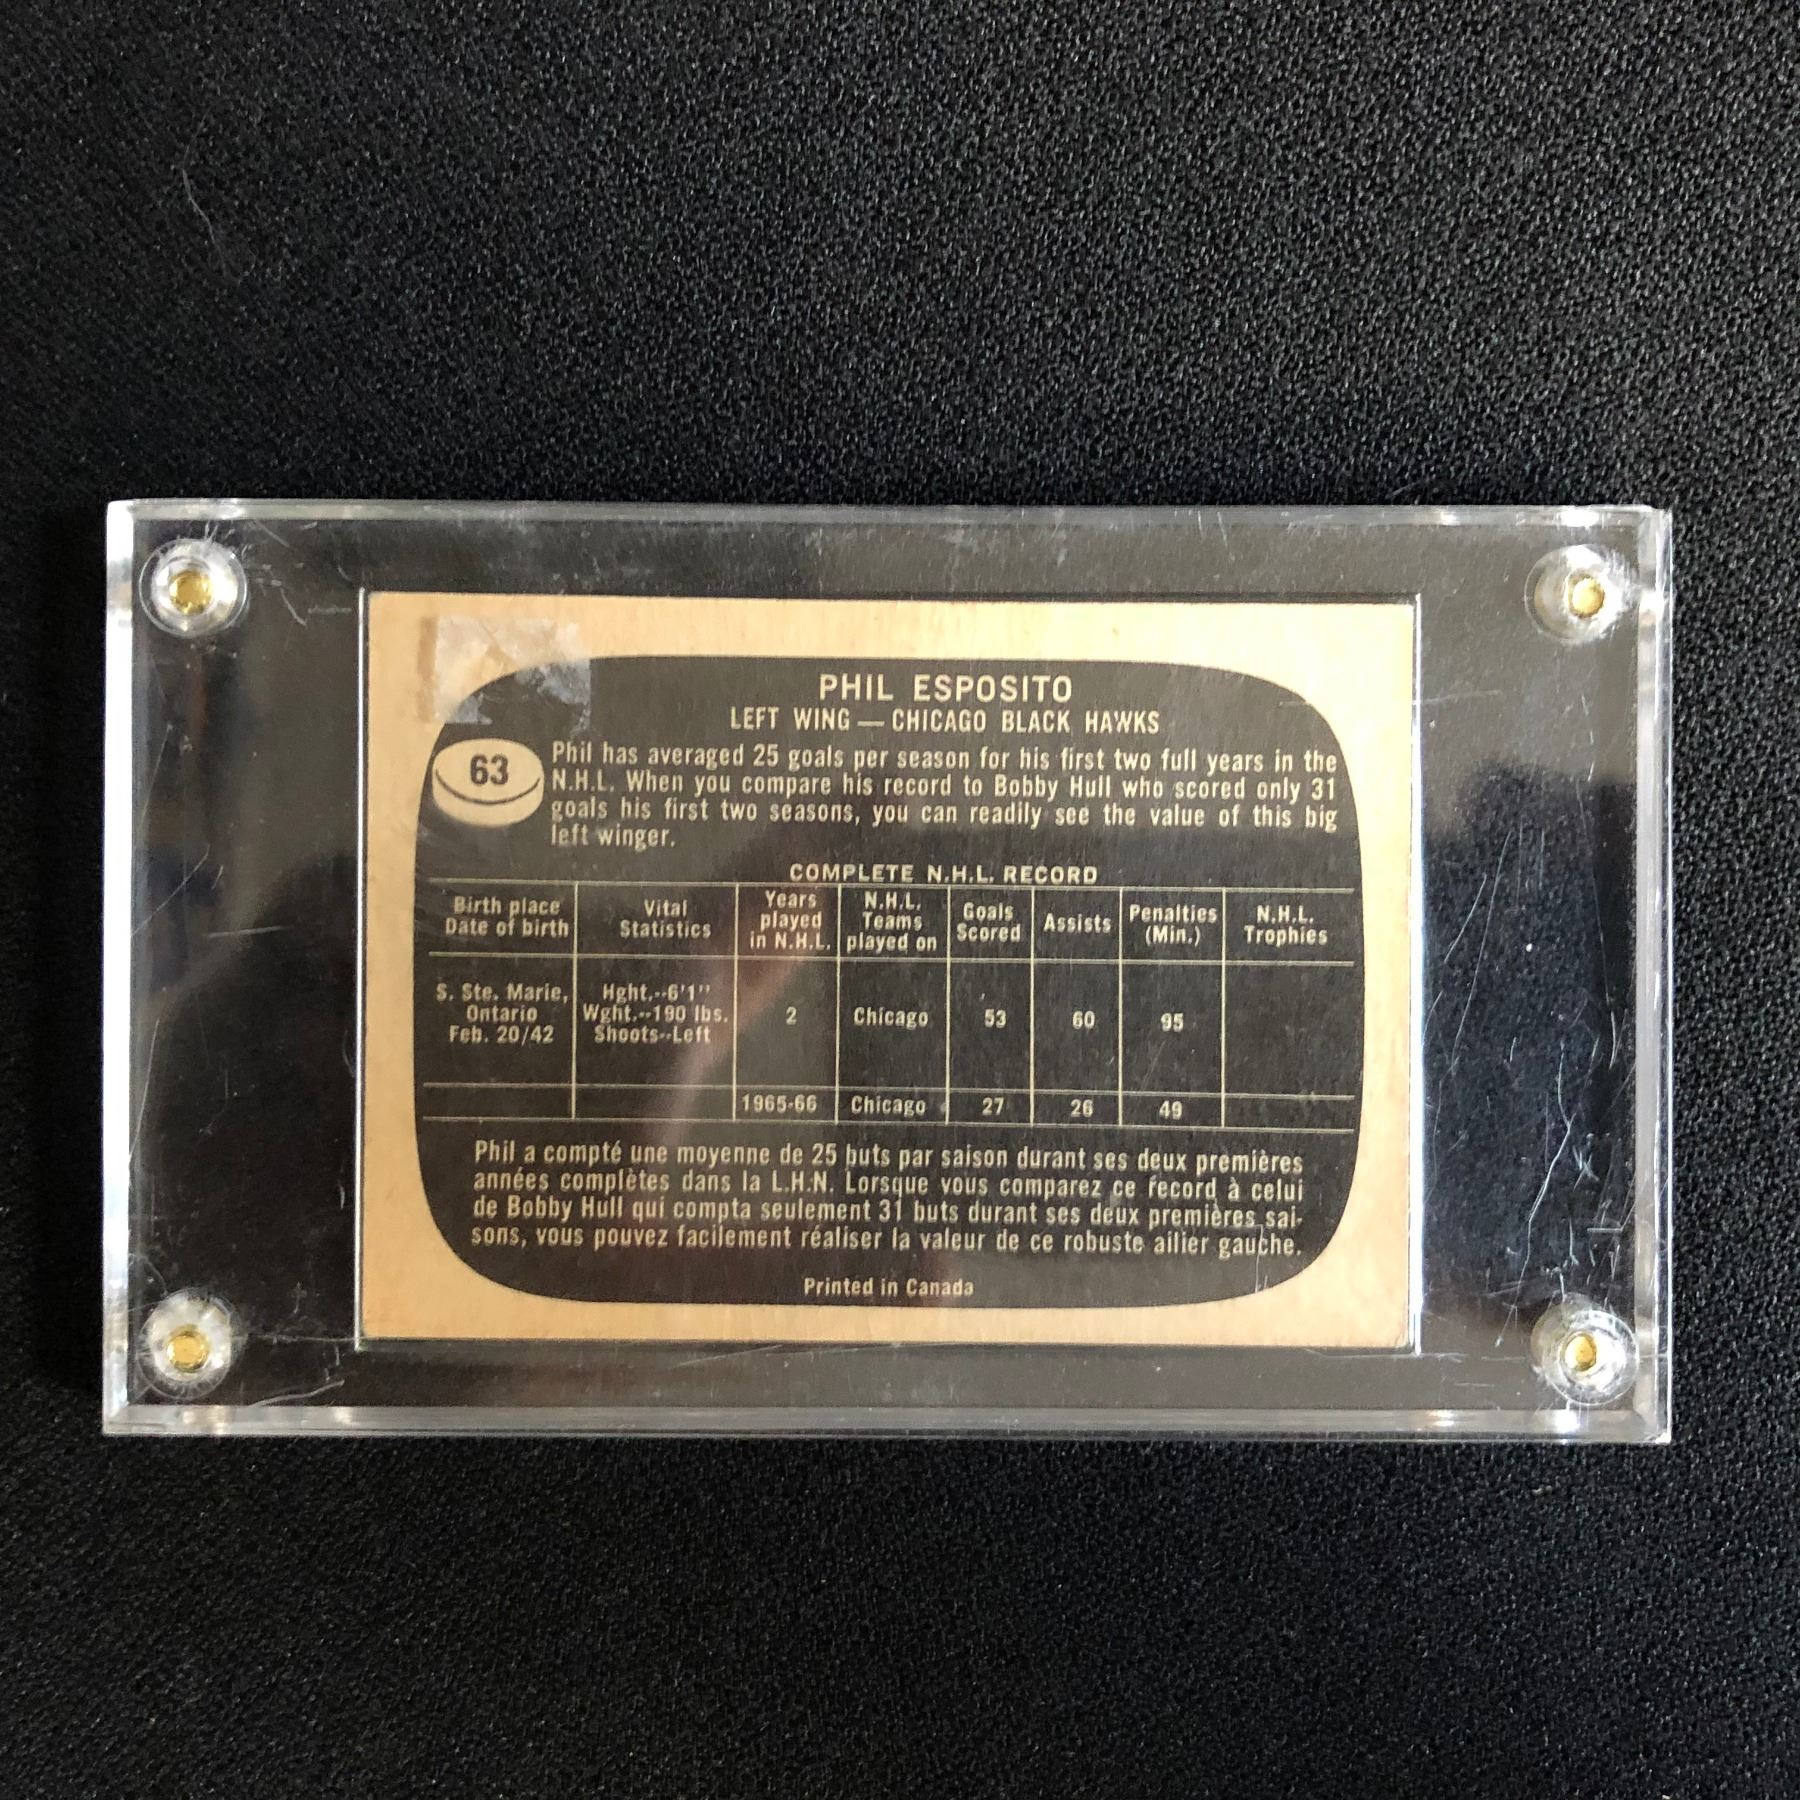 PHIL ESPOSITO
LEFT WING — CHICAGO BLACK HAWKS
63
Phil has averaged 25 goals per season for his first two full years in the
N.H.L. When you compare his record to Bobby Hull who scored only 31
goals his first two seasons, you can readily see the value of this big
left winger.
COMPLETE N.H.L. RECORD
Birth place
Date of birth
Vital
Statistics
Years
played
in N.H.L.
N.H.L.
Teams
played on
Goals
Scored
Assists
Penalties
(Min.)
N.H.L.
Trophies
S. Ste. Marie,
Ontario
Feb. 20/42
Hght.--6'1"
Wght.--190 lbs.
Shoots--Left
2
Chicago
53
60
95
1965-66
Chicago
27
26
49
Phil a compté une moyenne de 25 buts par saison durant ses deux premières
années complètes dans la L.H.N. Lorsque vous comparez ce record à celui
de Bobby Hull qui compta seulement 31 buts durant ses deux premières sai-
sons, vous pouvez facilement réaliser la valeur de ce robuste ailier gauche.
Printed in Canada